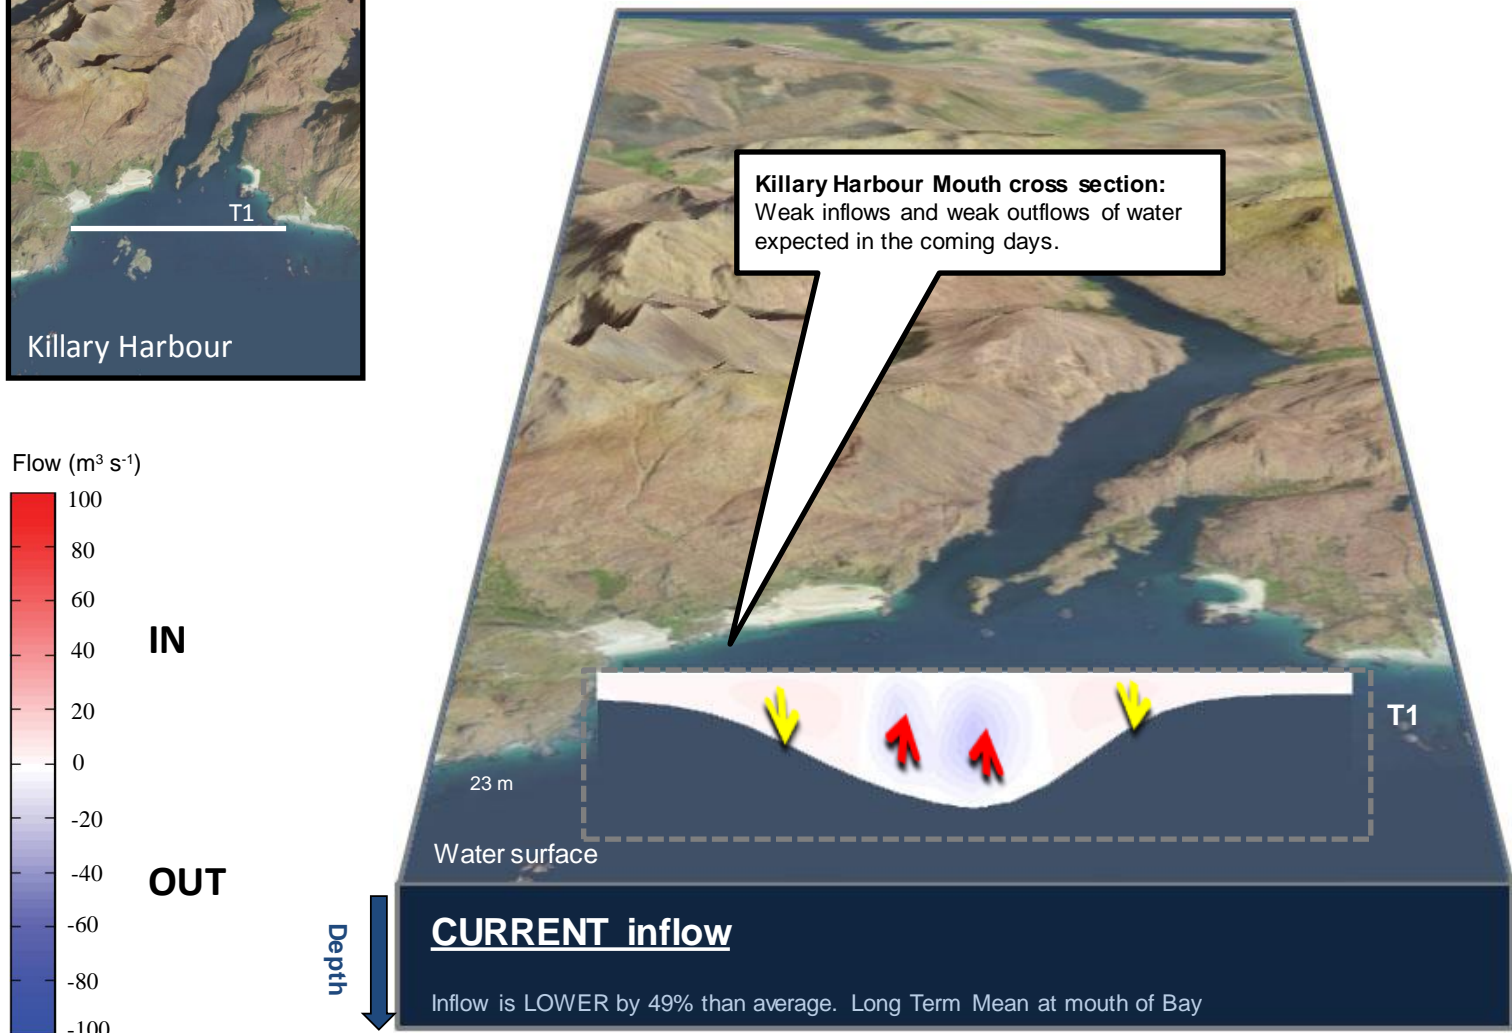 T1
Killary Harbour
Killary Harbour Mouth cross section:
Weak inflows and weak outflows of water
expected in the coming days.
Flow (m³ s⁻¹)
100
80
60
40
20
0
-20
-40
-60
-80
-100
IN
OUT
T1
23 m
Water surface
Depth
CURRENT inflow
Inflow is LOWER by 49% than average. Long Term Mean at mouth of Bay